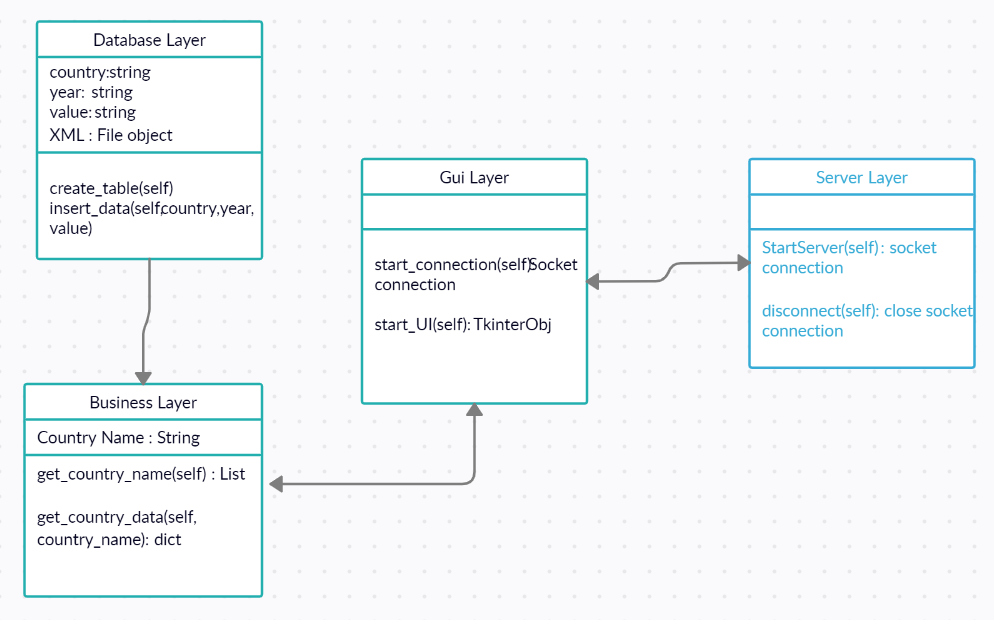 Database Layer
country:string
year: string
value: string
XML : File object
create_table(self)
insert_data(self,country,year,
value)
Business Layer
Country Name : String
get_country_name(self) : List
get_country_data(self,
country_name): dict
Gui Layer
start_connection(self)Socket
connection
start_UI(self): TkinterObj
Server Layer
StartServer(self) : socket
connection
disconnect(self): close socket
connection